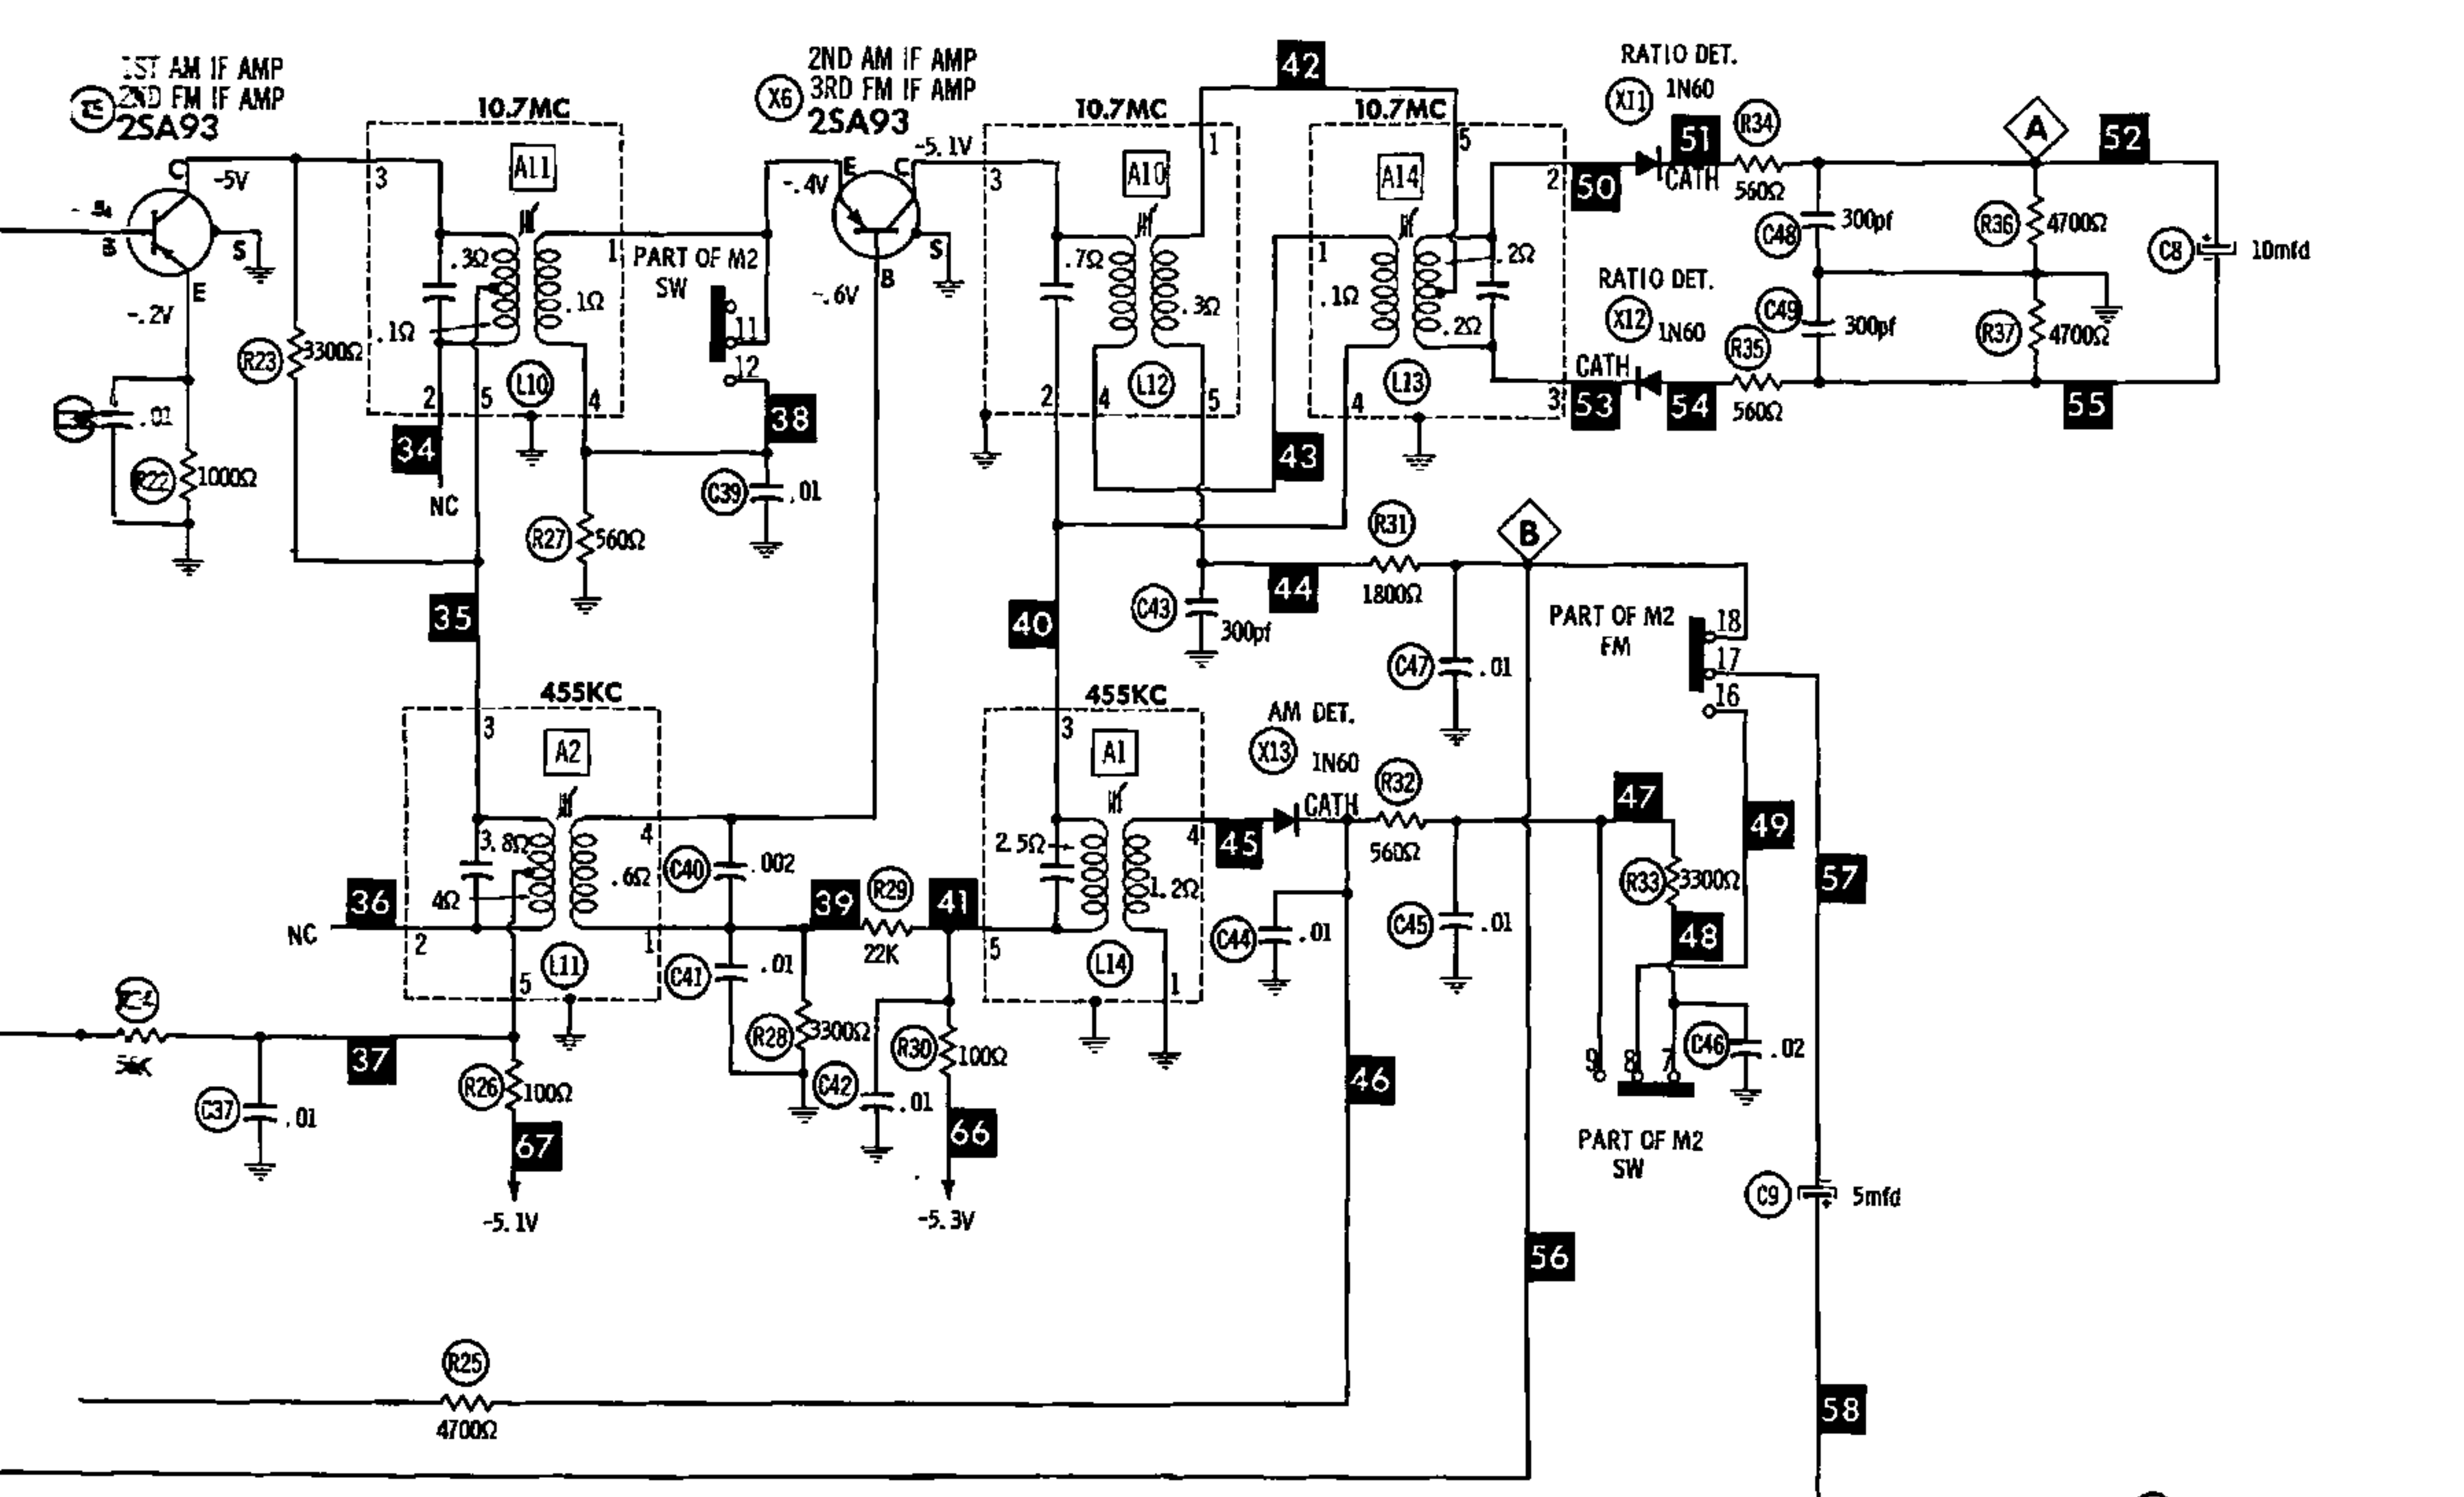 1ST AM IF AMP
2ND FM IF AMP
2SA93
10.7MC
2ND AM IF AMP
X6
3RD FM IF AMP
2SA93
10.7MC
42
10.7MC
RATIO DET.
X11
1N60
51
R34
A
52
C
-5V
3
A11
-.4V
E
C
-5.1V
3
A10
1
A14
5
2
50
CATH
560Ω
B
S
E
-.2V
.3Ω
.1Ω
.1Ω
1
PART OF M2
SW
11
12
-.6V
B
S
.7Ω
.3Ω
1
.1Ω
.2Ω
.2Ω
C48
300pf
R36
4700Ω
C8
10mfd
RATIO DET.
X12
1N60
C49
300pf
R37
4700Ω
R23
3300Ω
L10
2
5
4
34
NC
38
L12
2
4
5
L13
4
3
CATH
53
54
R35
560Ω
55
.01
R22
1000Ω
C39
.01
R27
560Ω
43
R31
1800Ω
B
35
40
C43
300pf
44
C47
.01
PART OF M2
FM
18
17
16
455KC
3
A2
455KC
3
A1
AM DET.
X13
1N60
CATH
R32
560Ω
47
49
57
3.8Ω
4Ω
.6Ω
4
C40
.002
2.5Ω
1.2Ω
4
45
R33
3300Ω
36
NC
2
1
L11
5
39
R29
22K
41
5
L14
1
C44
.01
C45
.01
48
C41
.01
R28
3300Ω
C42
.01
R30
100Ω
9
8
7
C46
.02
56K
37
R26
100Ω
C37
.01
67
66
46
PART OF M2
SW
-5.1V
-5.3V
C9
5mfd
56
R25
4700Ω
58